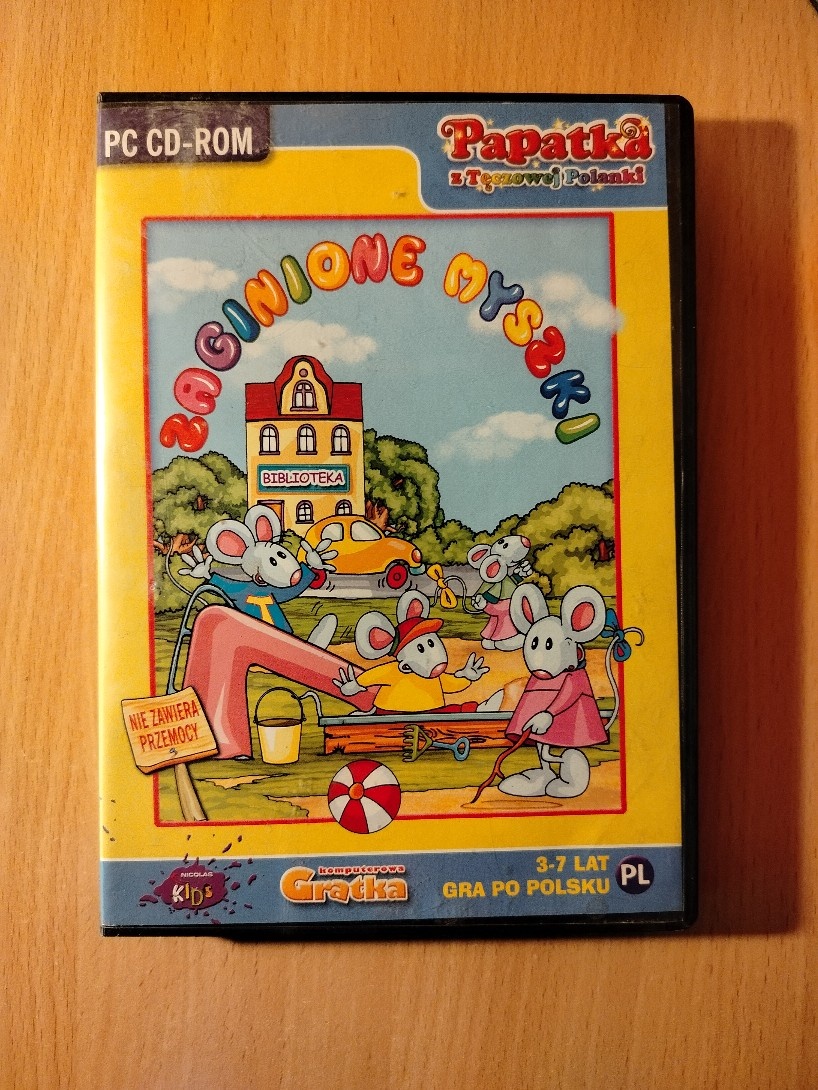 PC CD-ROM
Papatka
z Tęczowej Polanki
ZAGINIONE MYSZKI
BIBLIOTEKA
T
NIE ZAWIERA
PRZEMOCY
NICOLAS
KIDS
komputerowa
Gratka
3-7 LAT
GRA PO POLSKU
PL